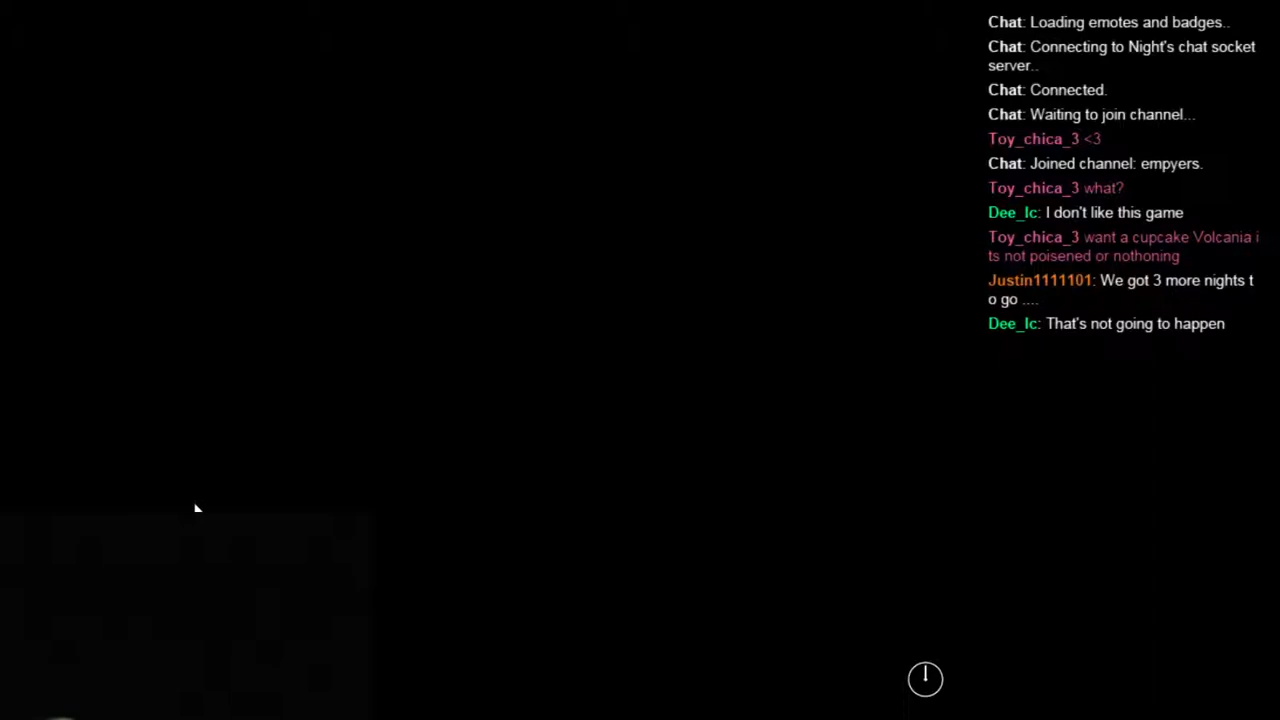 Chat: Loading emotes and badges..
Chat: Connecting to Night's chat socket
server..
Chat: Connected.
Chat: Waiting to join channel...
Toy_chica_3 <3
Chat: Joined channel: empyers.
Toy_chica_3 what?
Dee_lc: I don't like this game
Toy_chica_3 want a cupcake Volcania i
ts not poisened or nothoning
Justin1111101: We got 3 more nights t
o go ....
Dee_lc: That's not going to happen